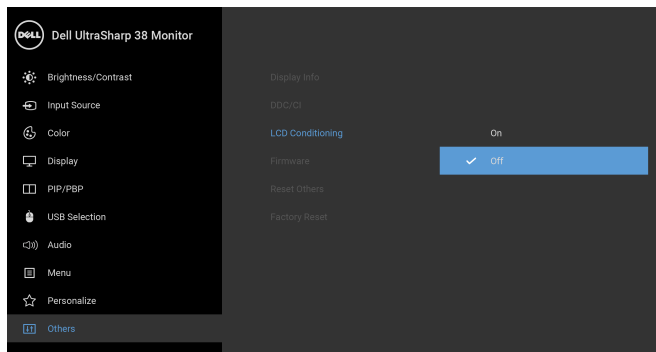 DELL Dell UltraSharp 38 Monitor
Brightness/Contrast
Input Source
Color
Display
PIP/PBP
USB Selection
Audio
Menu
Personalize
Others
Display Info
DDC/CI
LCD Conditioning
Firmware
Reset Others
Factory Reset
On
Off